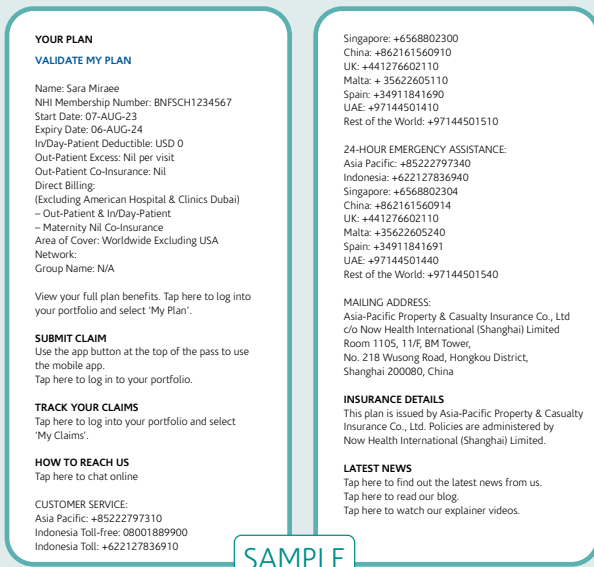 YOUR PLAN
VALIDATE MY PLAN
Name: Sara Miraee
NHI Membership Number: BNFSCH1234567
Start Date: 07-AUG-23
Expiry Date: 06-AUG-24
In/Day-Patient Deductible: USD 0
Out-Patient Excess: Nil per visit
Out-Patient Co-Insurance: Nil
Direct Billing:
(Excluding American Hospital & Clinics Dubai)
– Out-Patient & In/Day-Patient
– Maternity Nil Co-Insurance
Area of Cover: Worldwide Excluding USA
Network:
Group Name: N/A
View your full plan benefits. Tap here to log into
your portfolio and select ‘My Plan’.
SUBMIT CLAIM
Use the app button at the top of the pass to use
the mobile app.
Tap here to log in to your portfolio.
TRACK YOUR CLAIMS
Tap here to log into your portfolio and select
‘My Claims’.
HOW TO REACH US
Tap here to chat online
CUSTOMER SERVICE:
Asia Pacific: +85222797310
Indonesia Toll-free: 08001889900
Indonesia Toll: +622127836910
Singapore: +6568802300
China: +862161560910
UK: +441276602110
Malta: + 35622605110
Spain: +34911841690
UAE: +97144501410
Rest of the World: +97144501510
24-HOUR EMERGENCY ASSISTANCE:
Asia Pacific: +85222797340
Indonesia: +622127836940
Singapore: +6568802304
China: +862161560914
UK: +441276602110
Malta: +35622605240
Spain: +34911841691
UAE: +97144501440
Rest of the World: +97144501540
MAILING ADDRESS:
Asia-Pacific Property & Casualty Insurance Co., Ltd
c/o Now Health International (Shanghai) Limited
Room 1105, 11/F, BM Tower,
No. 218 Wusong Road, Hongkou District,
Shanghai 200080, China
INSURANCE DETAILS
This plan is issued by Asia-Pacific Property & Casualty
Insurance Co., Ltd. Policies are administered by
Now Health International (Shanghai) Limited.
LATEST NEWS
Tap here to find out the latest news from us.
Tap here to read our blog.
Tap here to watch our explainer videos.
SAMPLE